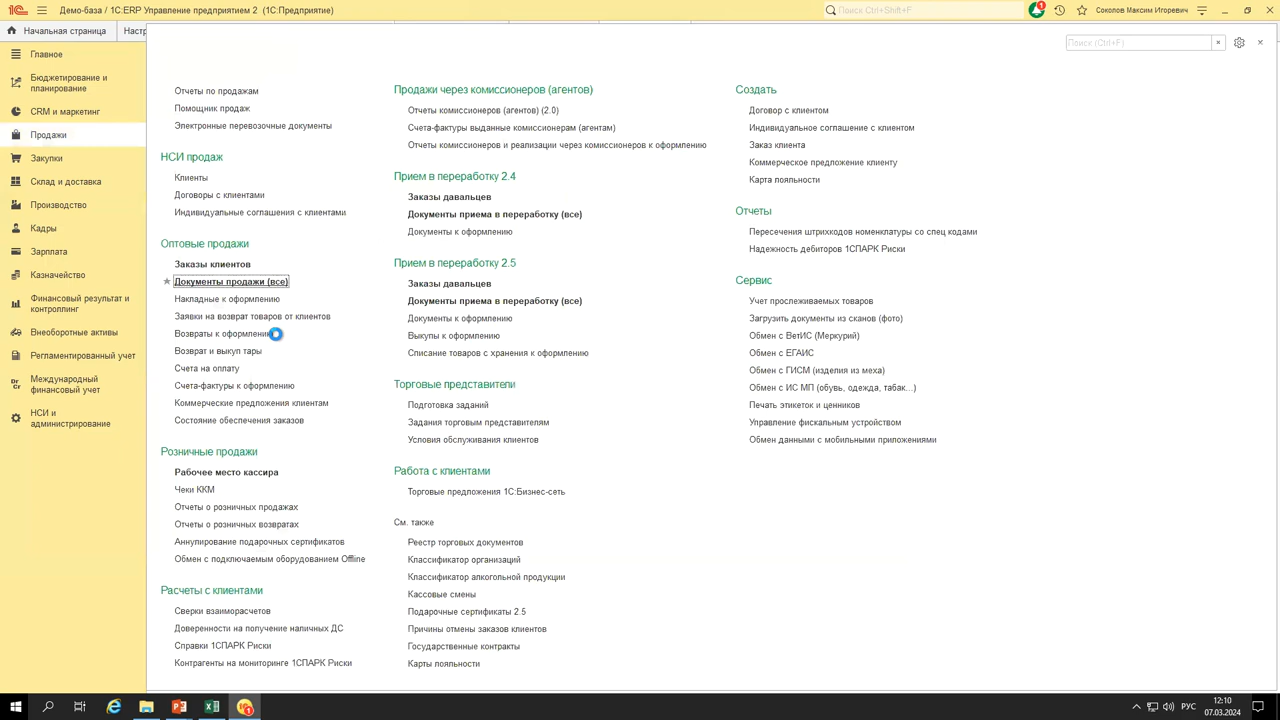 Демо-база / 1С:ERP Управление предприятием 2 (1С:Предприятие)
Поиск Ctrl+Shift+F
1
Соколов Максим Игоревич
Начальная страница
Настр
Поиск (Ctrl+F)
Главное
Бюджетирование и
планирование
CRM и маркетинг
Продажи
Закупки
Склад и доставка
Производство
Кадры
Зарплата
Казначейство
Финансовый результат и
контроллинг
Внеоборотные активы
Регламентированный учет
Международный
финансовый учет
НСИ и
администрирование
Отчеты по продажам
Помощник продаж
Электронные перевозочные документы
НСИ продаж
Клиенты
Договоры с клиентами
Индивидуальные соглашения с клиентами
Оптовые продажи
Заказы клиентов
Документы продажи (все)
Накладные к оформлению
Заявки на возврат товаров от клиентов
Возвраты к оформлению
Возврат и выкуп тары
Счета на оплату
Счета-фактуры к оформлению
Коммерческие предложения клиентам
Состояние обеспечения заказов
Розничные продажи
Рабочее место кассира
Чеки ККМ
Отчеты о розничных продажах
Отчеты о розничных возвратах
Аннулирование подарочных сертификатов
Обмен с подключаемым оборудованием Offline
Расчеты с клиентами
Сверки взаиморасчетов
Доверенности на получение наличных ДС
Справки 1СПАРК Риски
Контрагенты на мониторинге 1СПАРК Риски
Продажи через комиссионеров (агентов)
Отчеты комиссионеров (агентов) (2.0)
Счета-фактуры выданные комиссионерам (агентам)
Отчеты комиссионеров и реализации через комиссионеров к оформлению
Прием в переработку 2.4
Заказы давальцев
Документы приема в переработку (все)
Документы к оформлению
Прием в переработку 2.5
Заказы давальцев
Документы приема в переработку (все)
Документы к оформлению
Выкупы к оформлению
Списание товаров с хранения к оформлению
Торговые представители
Подготовка заданий
Задания торговым представителям
Условия обслуживания клиентов
Работа с клиентами
Торговые предложения 1С:Бизнес-сеть
См. также
Реестр торговых документов
Классификатор организаций
Классификатор алкогольной продукции
Кассовые смены
Подарочные сертификаты 2.5
Причины отмены заказов клиентов
Государственные контракты
Карты лояльности
Создать
Договор с клиентом
Индивидуальное соглашение с клиентом
Заказ клиента
Коммерческое предложение клиенту
Карта лояльности
Отчеты
Пересечения штрихкодов номенклатуры со спец кодами
Надежность дебиторов 1СПАРК Риски
Сервис
Учет прослеживаемых товаров
Загрузить документы из сканов (фото)
Обмен с ВетИС (Меркурий)
Обмен с ЕГАИС
Обмен с ГИСМ (изделия из меха)
Обмен с ИС МП (обувь, одежда, табак...)
Печать этикеток и ценников
Управление фискальным устройством
Обмен данными с мобильными приложениями
РУС
12:10
07.03.2024